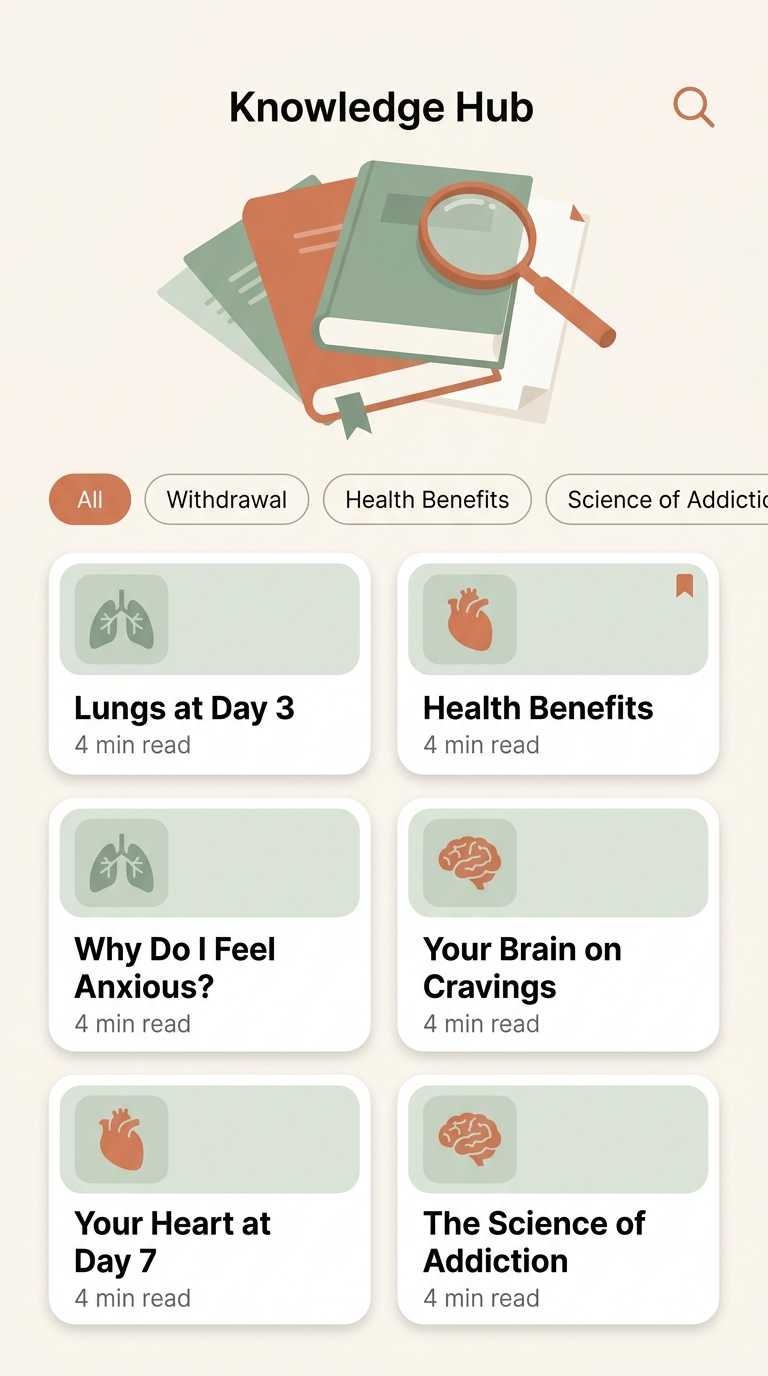 Knowledge Hub
All
Withdrawal
Health Benefits
Science of Addictio
Lungs at Day 3
4 min read
Health Benefits
4 min read
Why Do I Feel
Anxious?
4 min read
Your Brain on
Cravings
4 min read
Your Heart at
Day 7
4 min read
The Science of
Addiction
4 min read